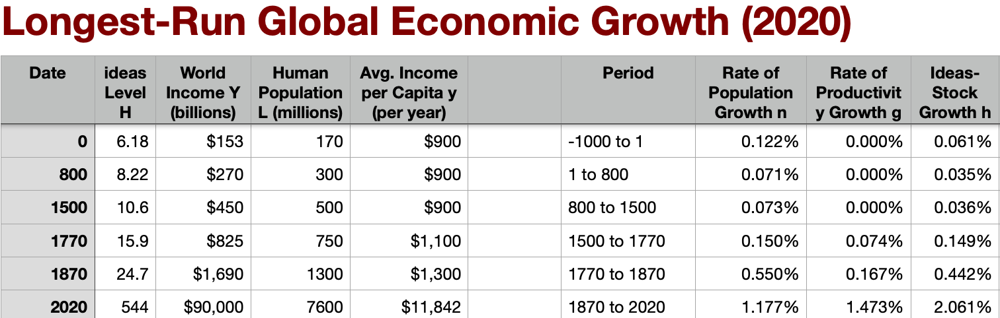 Longest-Run Global Economic Growth (2020)
Date ideas Level H World Income Y (billions) Human Population L (millions) Avg. Income per Capita y (per year) Period Rate of Population Growth n Rate of Productivit y Growth g Ideas-Stock Growth h
0 6.18 $153 170 $900 -1000 to 1 0.122% 0.000% 0.061%
800 8.22 $270 300 $900 1 to 800 0.071% 0.000% 0.035%
1500 10.6 $450 500 $900 800 to 1500 0.073% 0.000% 0.036%
1770 15.9 $825 750 $1,100 1500 to 1770 0.150% 0.074% 0.149%
1870 24.7 $1,690 1300 $1,300 1770 to 1870 0.550% 0.167% 0.442%
2020 544 $90,000 7600 $11,842 1870 to 2020 1.177% 1.473% 2.061%